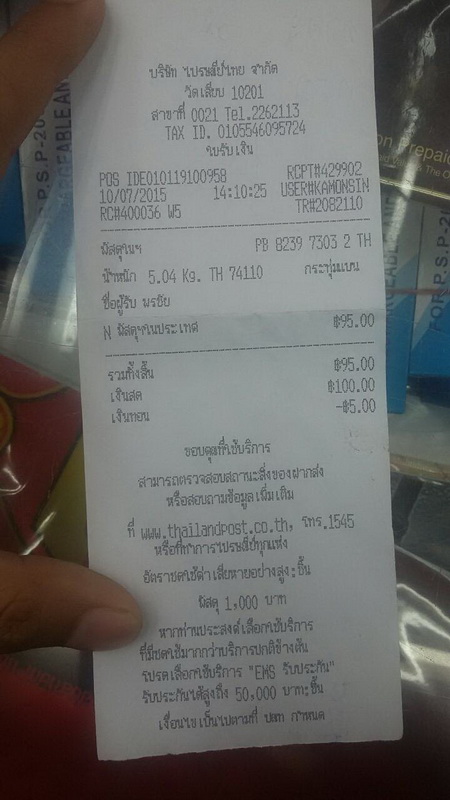 บริษัท ไปรษณีย์ไทย จำกัด
วัดเลียบ 10201
สาขาที่ 0021 Tel.2262113
TAX ID. 0105546095724
ใบรับเงิน
POS IDE010119100958 RCPT#429902
10/07/2015 14:10:25 USER#KAMONSIN
RC#400036 W5 TR#2082110
พัสดุในฯ PB 8239 7303 2 TH
น้ำหนัก 5.04 Kg. TH 74110 กระทุ่มแบน
ชื่อผู้รับ พรชัย
N พัสดุฯในประเทศ ฿95.00
รวมทั้งสิ้น ฿95.00
เงินสด ฿100.00
เงินทอน -฿5.00
ขอบคุณที่ใช้บริการ
สามารถตรวจสอบสถานะสิ่งของฝากส่ง
หรือสอบถามข้อมูลเพิ่มเติม
ที่ www.thailandpost.co.th, โทร.1545
หรือที่ทำการไปรษณีย์ทุกแห่ง
อัตราชดใช้ค่าเสียหายอย่างสูง:ชิ้น
พัสดุ 1,000 บาท
หากท่านประสงค์เลือกใช้บริการ
ที่มีชดใช้มากกว่าบริการปกติข้างต้น
โปรดเลือกใช้บริการ "EMS รับประกัน"
รับประกันได้สูงถึง 50,000 บาท:ชิ้น
เงื่อนไขเป็นไปตามที่ ปณท กำหนด
FOR P.S.P-20